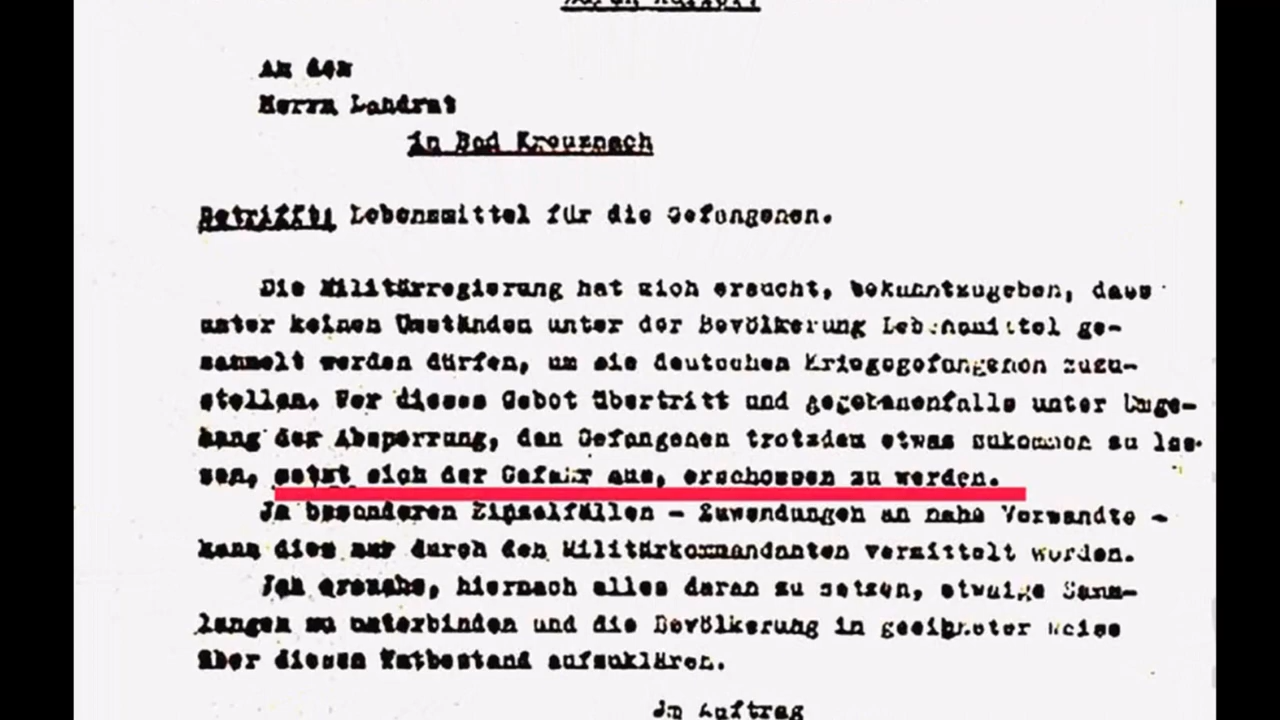 Durch Kurier!
An den
Herrn Landrat
in Bad Kreuznach
Betrifft: Lebensmittel für die Gefangenen.
Die Militärregierung hat mich ersucht, bekanntzugeben, dass
unter keinen Umständen unter der Bevölkerung Lebensmittel ge-
sammelt werden dürfen, um sie deutschen Kriegsgefangenen zuzu-
stellen. Wer dieses Gebot übertritt und gegebenenfalls unter Umge-
hung der Absperrung, den Gefangenen trotzdem etwas zukommen zu las-
sen, setzt sich der Gefahr aus, erschossen zu werden.
In besonderen Einzelfällen - Zuwendungen an nahe Verwandte -
kann dies nur durch den Militärkommandanten vermittelt werden.
Ich ersuche, hiernach alles daran zu setzen, etwaige Samm-
lungen zu unterbinden und die Bevölkerung in geeigneter Weise
über diesen Tatbestand aufzuklären.
In Auftrag